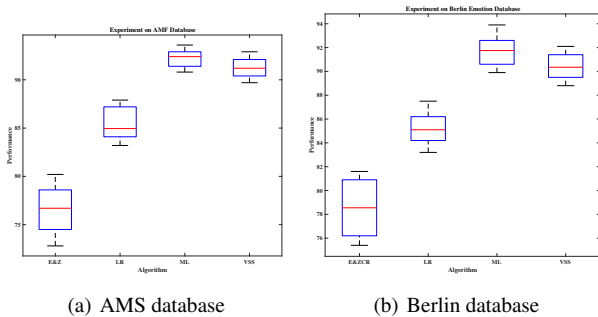 Experiment on AMF Database
Performance
90
85
80
75
E&Z
LR
ML
VSS
Algorithm
(a) AMS database
Experiment on Berlin Emotion Database
Performance
94
92
90
88
86
84
82
80
78
76
E&ZCR
LR
ML
VSS
Algorithm
(b) Berlin database